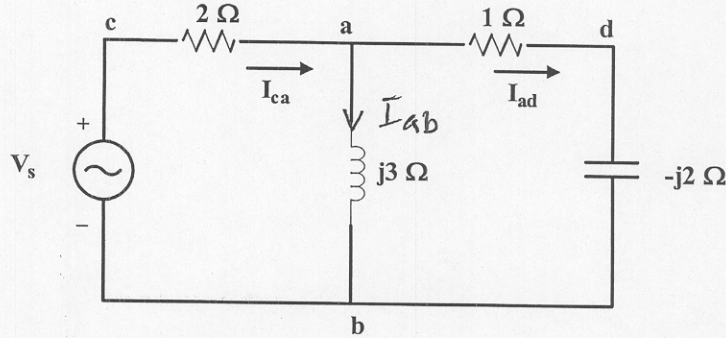 2 Ω
1 Ω
c
a
d
I_ca
I_ad
I_ab
+
V_s
j3 Ω
-j2 Ω
–
b